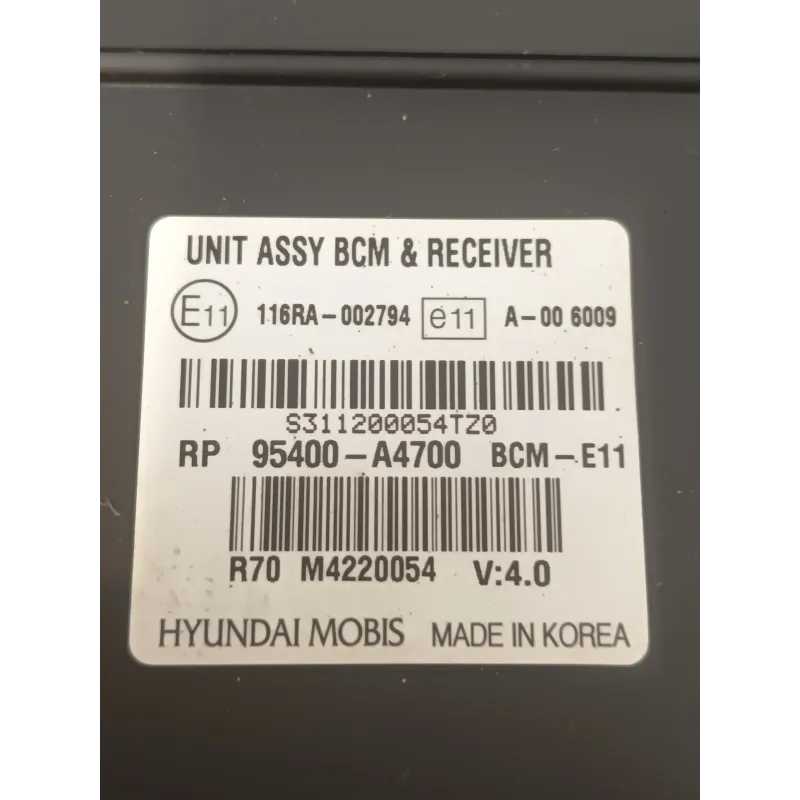 UNIT ASSY BCM & RECEIVER
E11 116RA-002794 e11 A-00 6009
S311200054TZ0
RP 95400-A4700 BCM-E11
R70 M4220054 V:4.0
HYUNDAI MOBIS MADE IN KOREA